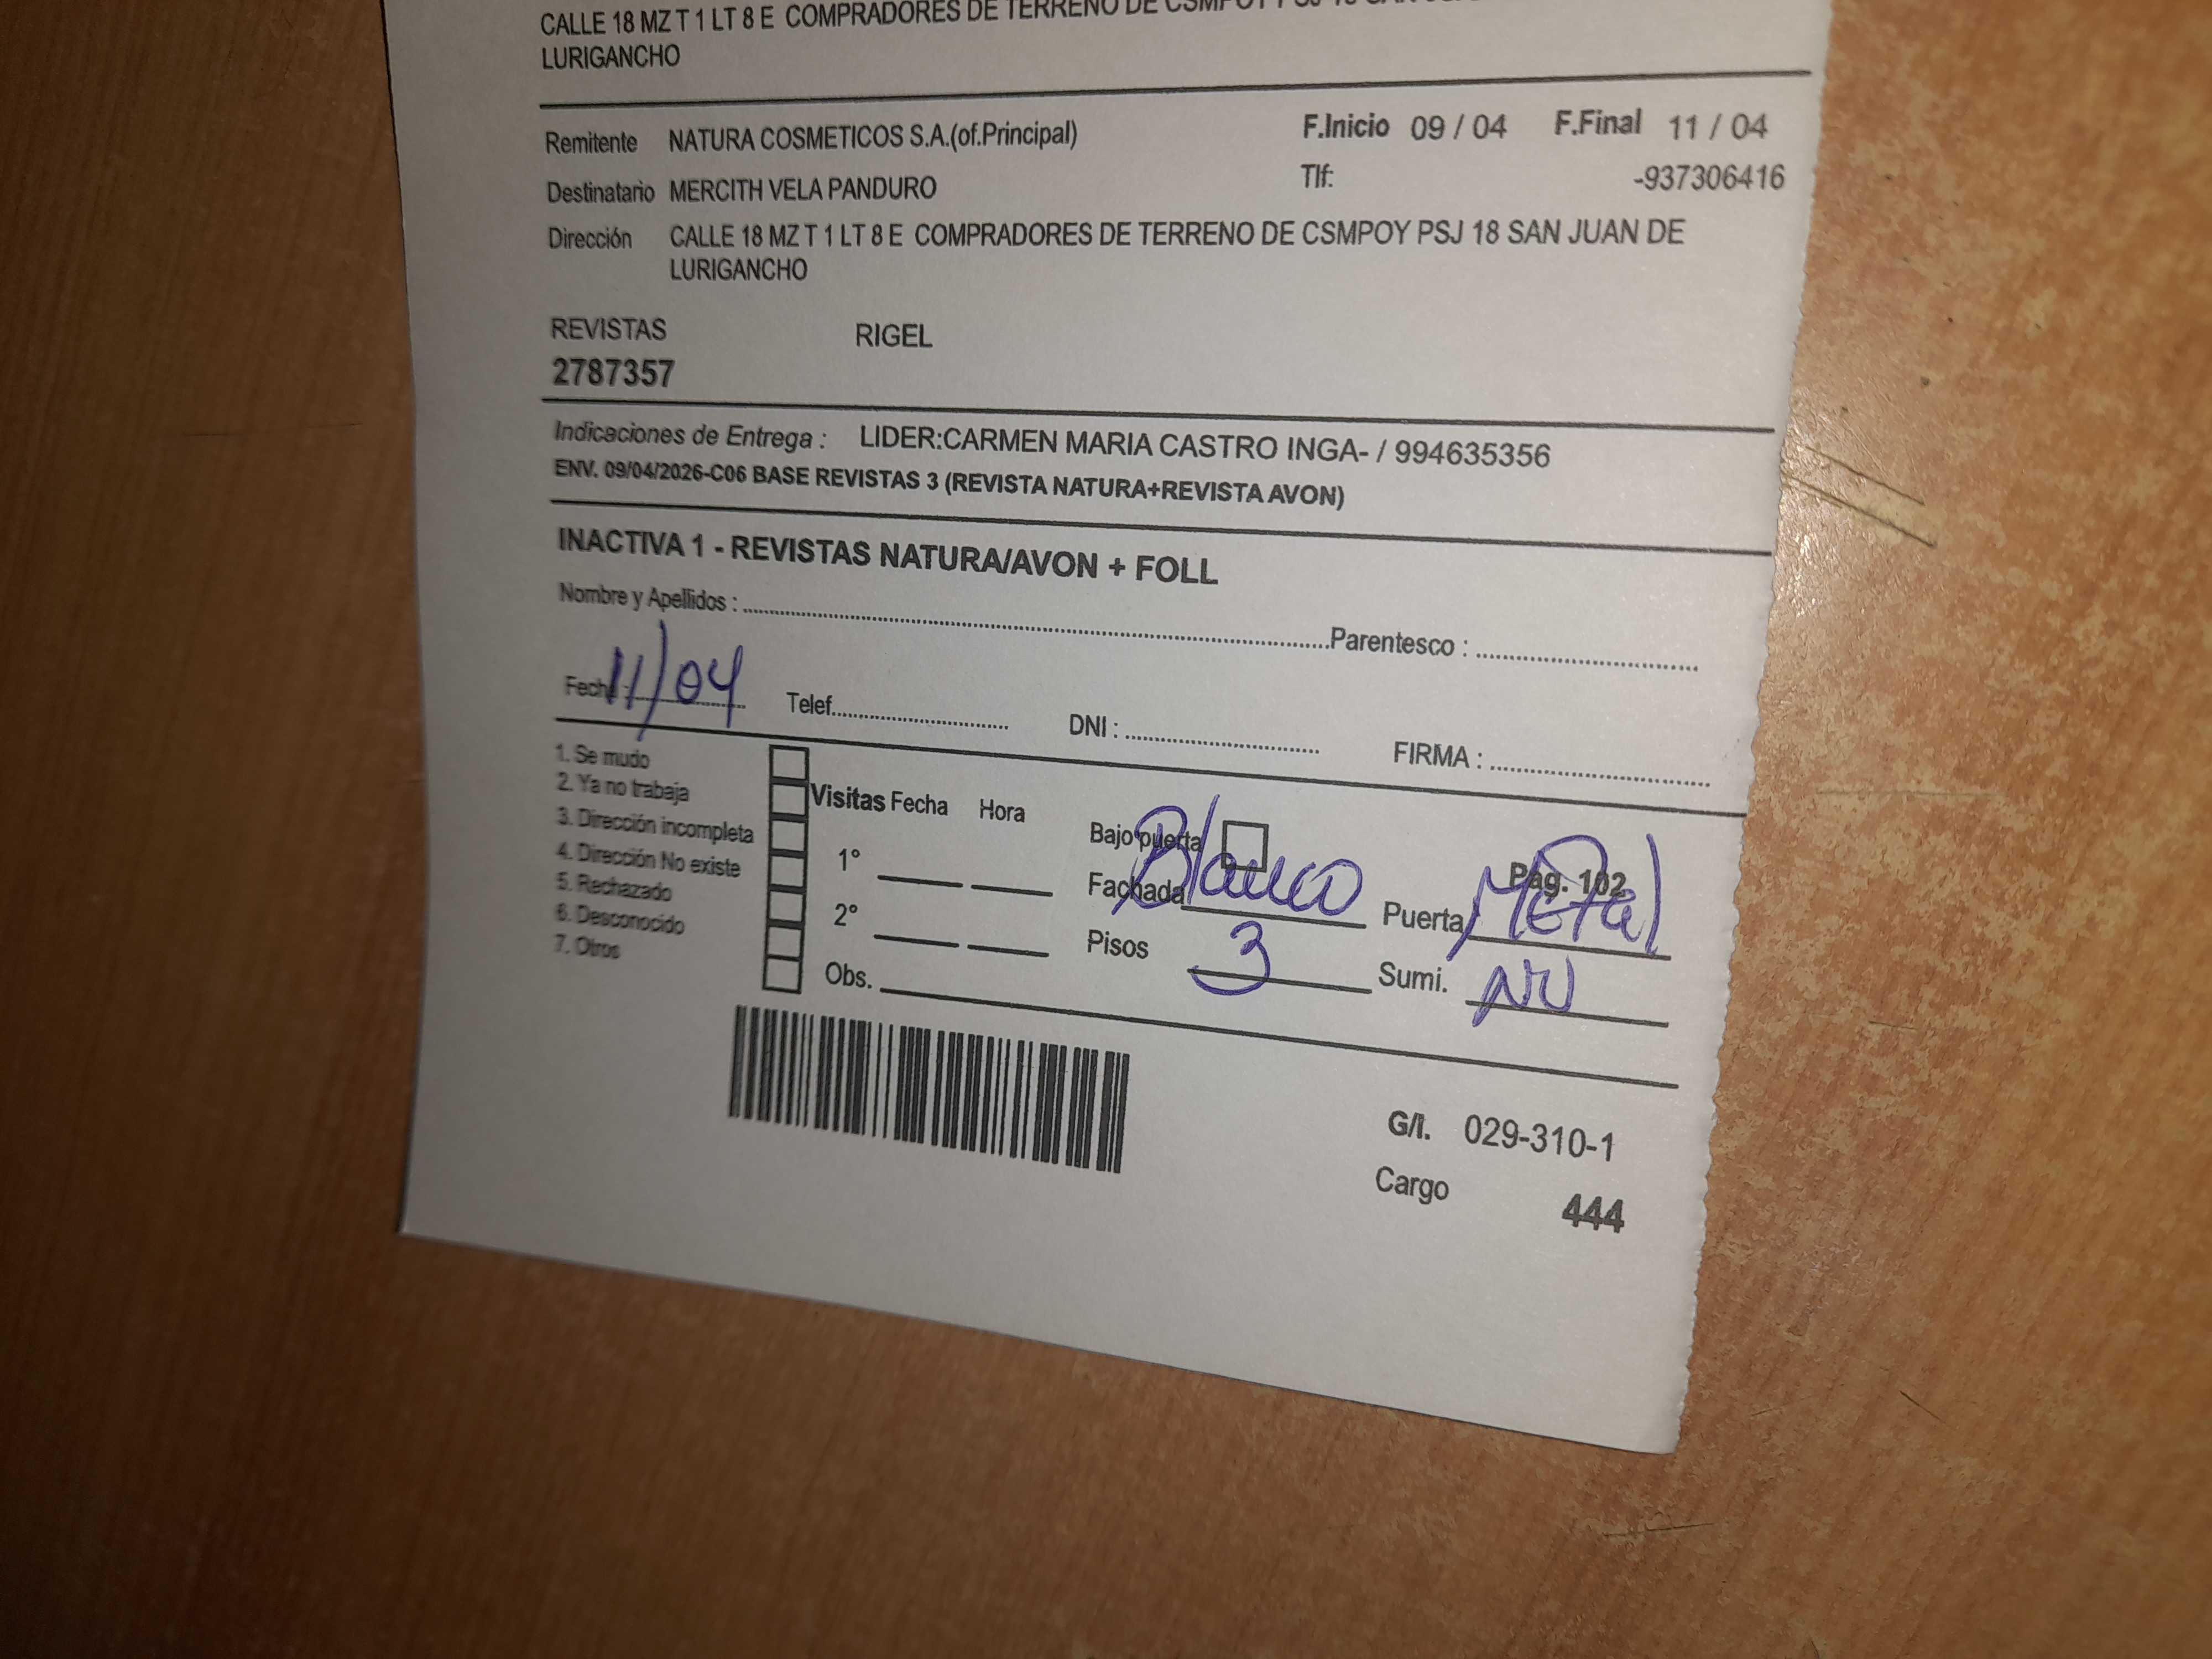 CALLE 18 MZ T 1 LT 8 E COMPRADORES DE TERRENO DE CSMPOY PSJ 18
LURIGANCHO
Remitente NATURA COSMETICOS S.A.(of.Principal) F.Inicio 09 / 04 F.Final 11 / 04
Destinatario MERCITH VELA PANDURO Tlf: -937306416
Dirección CALLE 18 MZ T 1 LT 8 E COMPRADORES DE TERRENO DE CSMPOY PSJ 18 SAN JUAN DE
LURIGANCHO
REVISTAS RIGEL
2787357
Indicaciones de Entrega : LIDER:CARMEN MARIA CASTRO INGA- / 994635356
ENV. 09/04/2026-C06 BASE REVISTAS 3 (REVISTA NATURA+REVISTA AVON)
INACTIVA 1 - REVISTAS NATURA/AVON + FOLL
Nombre y Apellidos : Parentesco :
Fecha : 11/04 Telef. DNI : FIRMA :
1. Se mudo
2. Ya no trabaja
3. Dirección incompleta
4. Dirección No existe
5. Rechazado
6. Desconocido
7. Otros
Visitas Fecha Hora
1°
2°
Obs.
Bajo puerta Pág. 102
Fachada Blanco Puerta Metal
Pisos 3 Sumi. NO
G/I. 029-310-1
Cargo 444